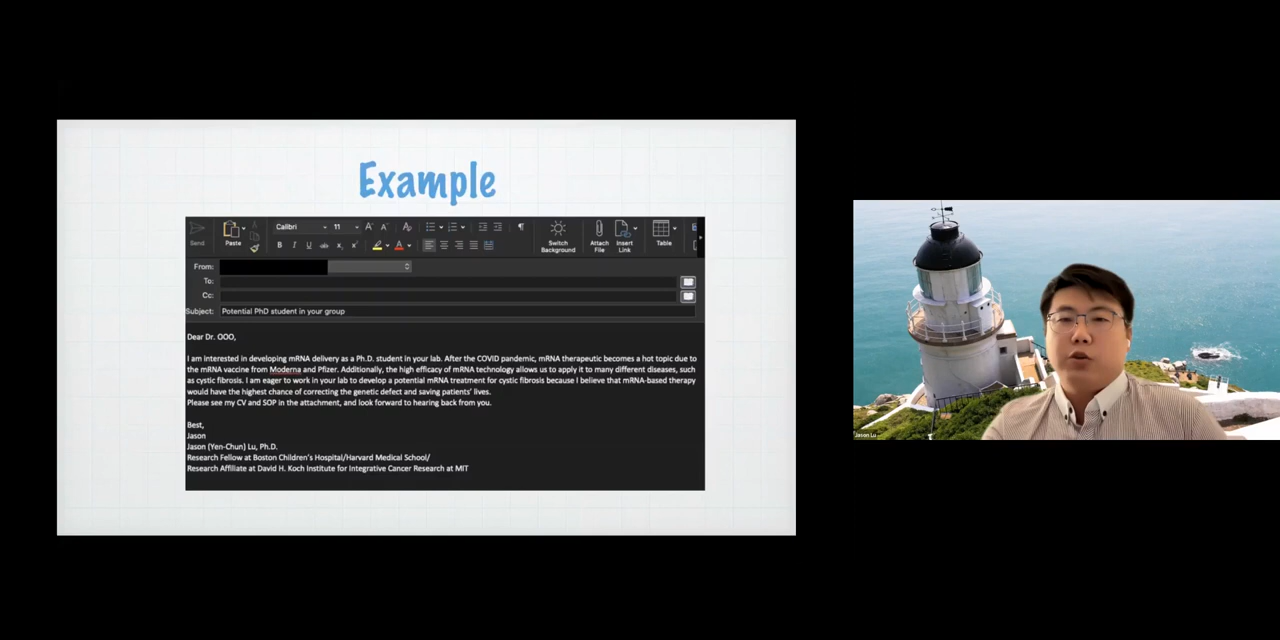 Example
Calibri
11
Send
Paste
B I U ab x x A
Switch
Background
Attach
File
Insert
Link
Table
From:
To:
Cc:
Subject: Potential PhD student in your group
Dear Dr. OOO,
I am interested in developing mRNA delivery as a Ph.D. student in your lab. After the COVID pandemic, mRNA therapeutic becomes a hot topic due to
the mRNA vaccine from Moderna and Pfizer. Additionally, the high efficacy of mRNA technology allows us to apply it to many different diseases, such
as cystic fibrosis. I am eager to work in your lab to develop a potential mRNA treatment for cystic fibrosis because I believe that mRNA-based therapy
would have the highest chance of correcting the genetic defect and saving patients' lives.
Please see my CV and SOP in the attachment, and look forward to hearing back from you.
Best,
Jason
Jason (Yen-Chun) Lu, Ph.D.
Research Fellow at Boston Children's Hospital/Harvard Medical School/
Research Affiliate at David H. Koch Institute for Integrative Cancer Research at MIT
Jason Lu